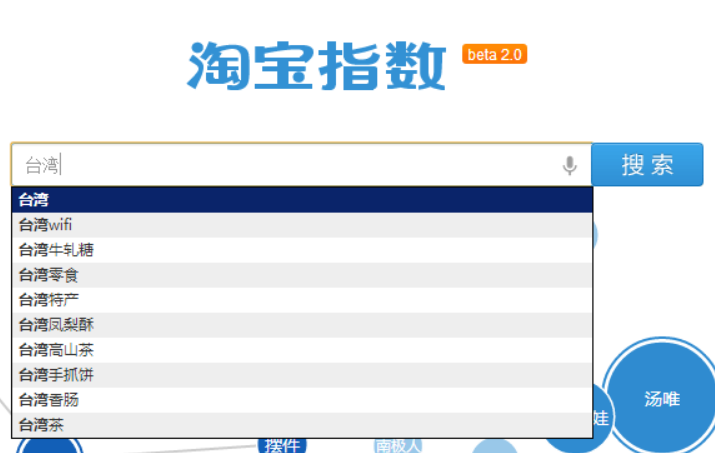 淘宝指数 beta 2.0
台湾 搜索
台湾
台湾wifi
台湾牛轧糖
台湾零食
台湾特产
台湾凤梨酥
台湾高山茶
台湾手抓饼
台湾香肠
台湾茶
汤唯
娃
摆件
南极人